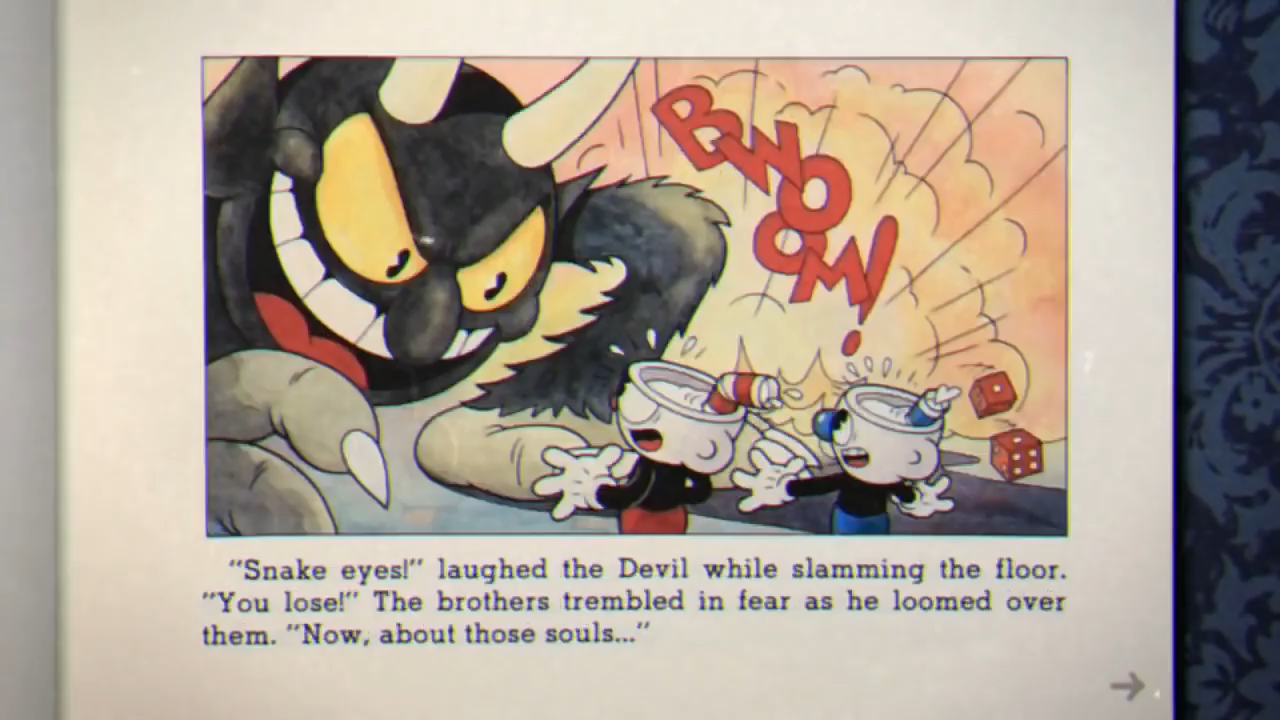 BWOOM!
"Snake eyes!" laughed the Devil while slamming the floor.
"You lose!" The brothers trembled in fear as he loomed over
them. "Now, about those souls..."